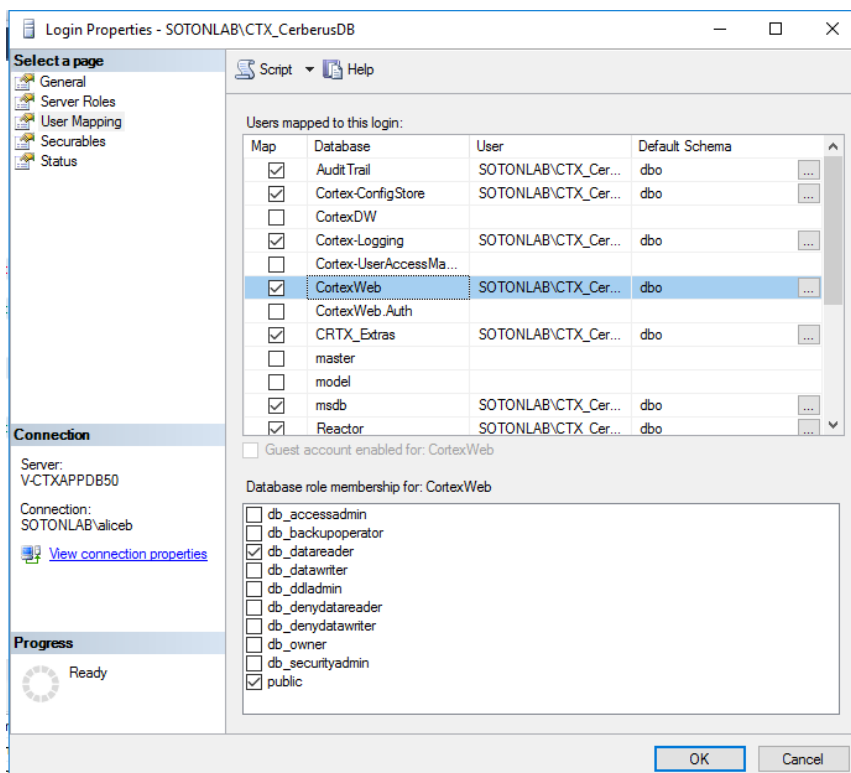 Login Properties - SOTONLAB\CTX_CerberusDB
Select a page
General
Server Roles
User Mapping
Securables
Status
Script Help
Users mapped to this login:
Map Database User Default Schema
AuditTrail SOTONLAB\CTX_Cer... dbo ...
Cortex-ConfigStore SOTONLAB\CTX_Cer... dbo ...
CortexDW
Cortex-Logging SOTONLAB\CTX_Cer... dbo ...
Cortex-UserAccessMa...
CortexWeb SOTONLAB\CTX_Cer... dbo ...
CortexWeb.Auth
CRTX_Extras SOTONLAB\CTX_Cer... dbo ...
master
model
msdb SOTONLAB\CTX_Cer... dbo ...
Reactor SOTONLAB\CTX_Cer... dbo ...
Guest account enabled for: CortexWeb
Database role membership for: CortexWeb
db_accessadmin
db_backupoperator
db_datareader
db_datawriter
db_ddladmin
db_denydatareader
db_denydatawriter
db_owner
db_securityadmin
public
Connection
Server:
V-CTXAPPDB50
Connection:
SOTONLAB\aliceb
View connection properties
Progress
Ready
OK Cancel